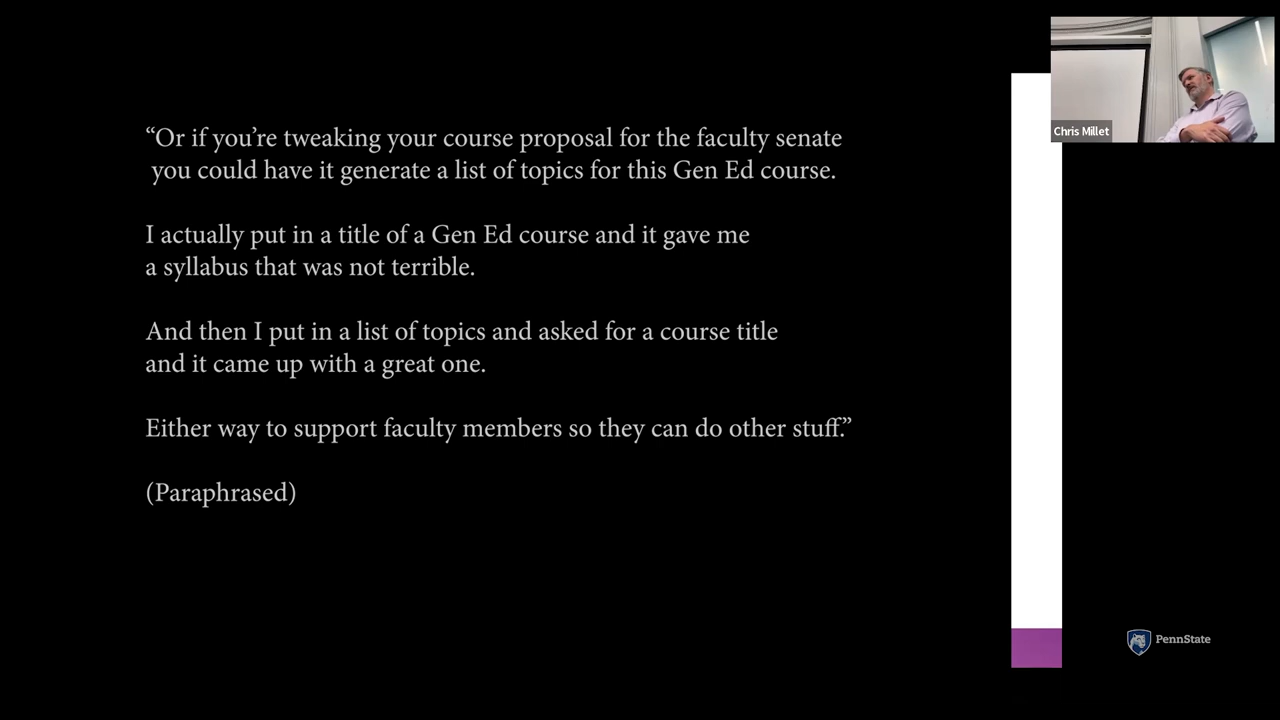 “Or if you’re tweaking your course proposal for the faculty senate
you could have it generate a list of topics for this Gen Ed course.
I actually put in a title of a Gen Ed course and it gave me
a syllabus that was not terrible.
And then I put in a list of topics and asked for a course title
and it came up with a great one.
Either way to support faculty members so they can do other stuff.”
(Paraphrased)
Chris Millet
PennState